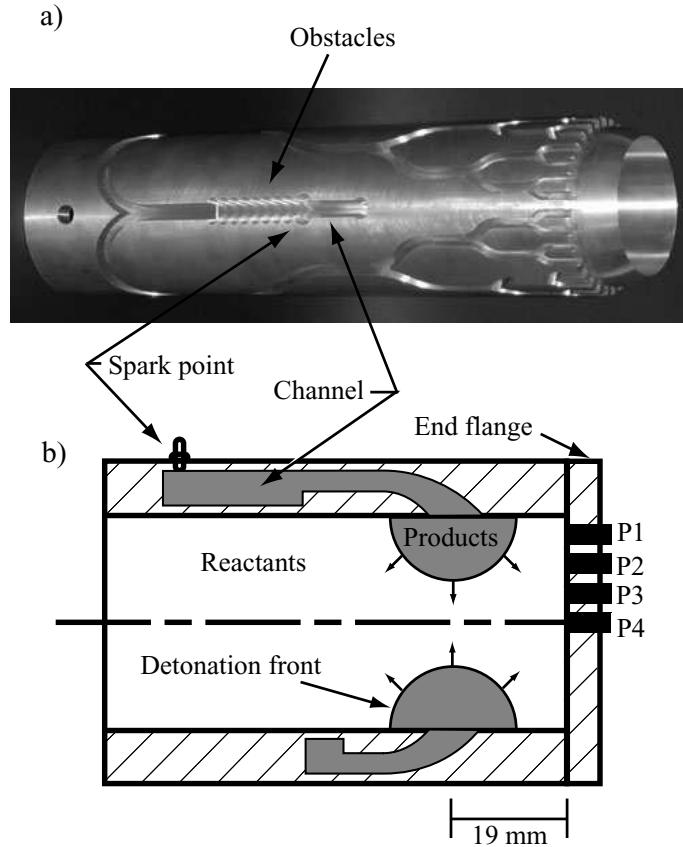 a)
Obstacles
Spark point
Channel
End flange
b)
P1
Products
P2
Reactants
P3
P4
Detonation front
19 mm